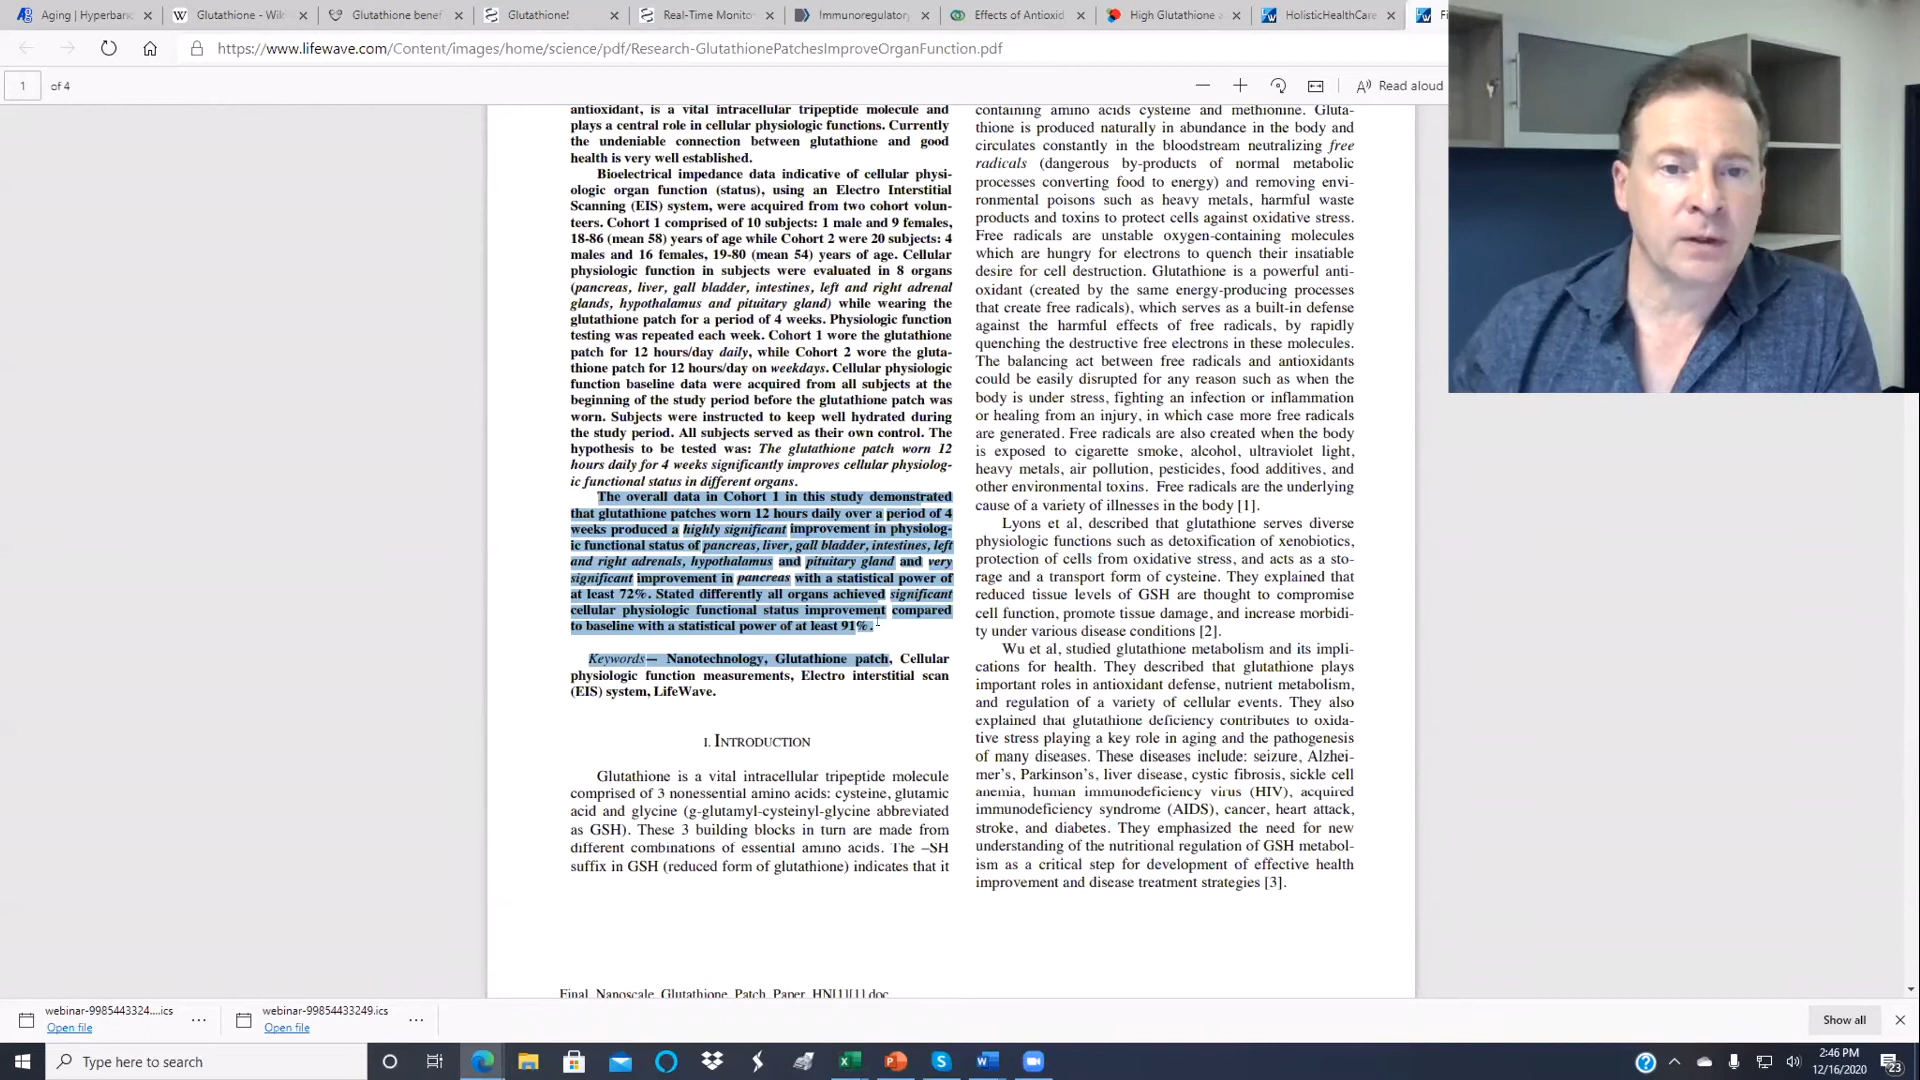 Aging | Hyperbar
Glutathione - Wik
Glutathione benef
Glutathione!
Real-Time Monito
Immunoregulatory
Effects of Antioxid
High Glutathione a
HolisticHealthCare
https://www.lifewave.com/Content/images/home/science/pdf/Research-GlutathionePatchesImproveOrganFunction.pdf
1 of 4
Read aloud
antioxidant, is a vital intracellular tripeptide molecule and
plays a central role in cellular physiologic functions. Currently
the undeniable connection between glutathione and good
health is very well established.
Bioelectrical impedance data indicative of cellular physi-
ologic organ function (status), using an Electro Interstitial
Scanning (EIS) system, were acquired from two cohort volun-
teers. Cohort 1 comprised of 10 subjects: 1 male and 9 females,
18-86 (mean 58) years of age while Cohort 2 were 20 subjects: 4
males and 16 females, 19-80 (mean 54) years of age. Cellular
physiologic function in subjects were evaluated in 8 organs
(pancreas, liver, gall bladder, intestines, left and right adrenal
glands, hypothalamus and pituitary gland) while wearing the
glutathione patch for a period of 4 weeks. Physiologic function
testing was repeated each week. Cohort 1 wore the glutathione
patch for 12 hours/day daily, while Cohort 2 wore the gluta-
thione patch for 12 hours/day on weekdays. Cellular physiologic
function baseline data were acquired from all subjects at the
beginning of the study period before the glutathione patch was
worn. Subjects were instructed to keep well hydrated during
the study period. All subjects served as their own control. The
hypothesis to be tested was: The glutathione patch worn 12
hours daily for 4 weeks significantly improves cellular physiolog-
ic functional status in different organs.
The overall data in Cohort 1 in this study demonstrated
that glutathione patches worn 12 hours daily over a period of 4
weeks produced a highly significant improvement in physiolog-
ic functional status of pancreas, liver, gall bladder, intestines, left
and right adrenals, hypothalamus and pituitary gland and very
significant improvement in pancreas with a statistical power of
at least 72%. Stated differently all organs achieved significant
cellular physiologic functional status improvement compared
to baseline with a statistical power of at least 91%.
Keywords— Nanotechnology, Glutathione patch, Cellular
physiologic function measurements, Electro interstitial scan
(EIS) system, LifeWave.
I. INTRODUCTION
Glutathione is a vital intracellular tripeptide molecule
comprised of 3 nonessential amino acids: cysteine, glutamic
acid and glycine (g-glutamyl-cysteinyl-glycine abbreviated
as GSH). These 3 building blocks in turn are made from
different combinations of essential amino acids. The –SH
suffix in GSH (reduced form of glutathione) indicates that it
containing amino acids cysteine and methionine. Gluta-
thione is produced naturally in abundance in the body and
circulates constantly in the bloodstream neutralizing free
radicals (dangerous by-products of normal metabolic
processes converting food to energy) and removing envi-
ronmental poisons such as heavy metals, harmful waste
products and toxins to protect cells against oxidative stress.
Free radicals are unstable oxygen-containing molecules
which are hungry for electrons to quench their insatiable
desire for cell destruction. Glutathione is a powerful anti-
oxidant (created by the same energy-producing processes
that create free radicals), which serves as a built-in defense
against the harmful effects of free radicals, by rapidly
quenching the destructive free electrons in these molecules.
The balancing act between free radicals and antioxidants
could be easily disrupted for any reason such as when the
body is under stress, fighting an infection or inflammation
or healing from an injury, in which case more free radicals
are generated. Free radicals are also created when the body
is exposed to cigarette smoke, alcohol, ultraviolet light,
heavy metals, air pollution, pesticides, food additives, and
other environmental toxins. Free radicals are the underlying
cause of a variety of illnesses in the body [1].
Lyons et al, described that glutathione serves diverse
physiologic functions such as detoxification of xenobiotics,
protection of cells from oxidative stress, and acts as a sto-
rage and a transport form of cysteine. They explained that
reduced tissue levels of GSH are thought to compromise
cell function, promote tissue damage, and increase morbidi-
ty under various disease conditions [2].
Wu et al, studied glutathione metabolism and its impli-
cations for health. They described that glutathione plays
important roles in antioxidant defense, nutrient metabolism,
and regulation of a variety of cellular events. They also
explained that glutathione deficiency contributes to oxida-
tive stress playing a key role in aging and the pathogenesis
of many diseases. These diseases include: seizure, Alzhei-
mer's, Parkinson's, liver disease, cystic fibrosis, sickle cell
anemia, human immunodeficiency virus (HIV), acquired
immunodeficiency syndrome (AIDS), cancer, heart attack,
stroke, and diabetes. They emphasized the need for new
understanding of the nutritional regulation of GSH metabol-
ism as a critical step for development of effective health
improvement and disease treatment strategies [3].
Final Nanoscale Glutathione Patch Paper HN[1][1].doc
webinar-9985443324....ics
Open file
webinar-99854433249.ics
Open file
Show all
Type here to search
2:46 PM
12/16/2020
23